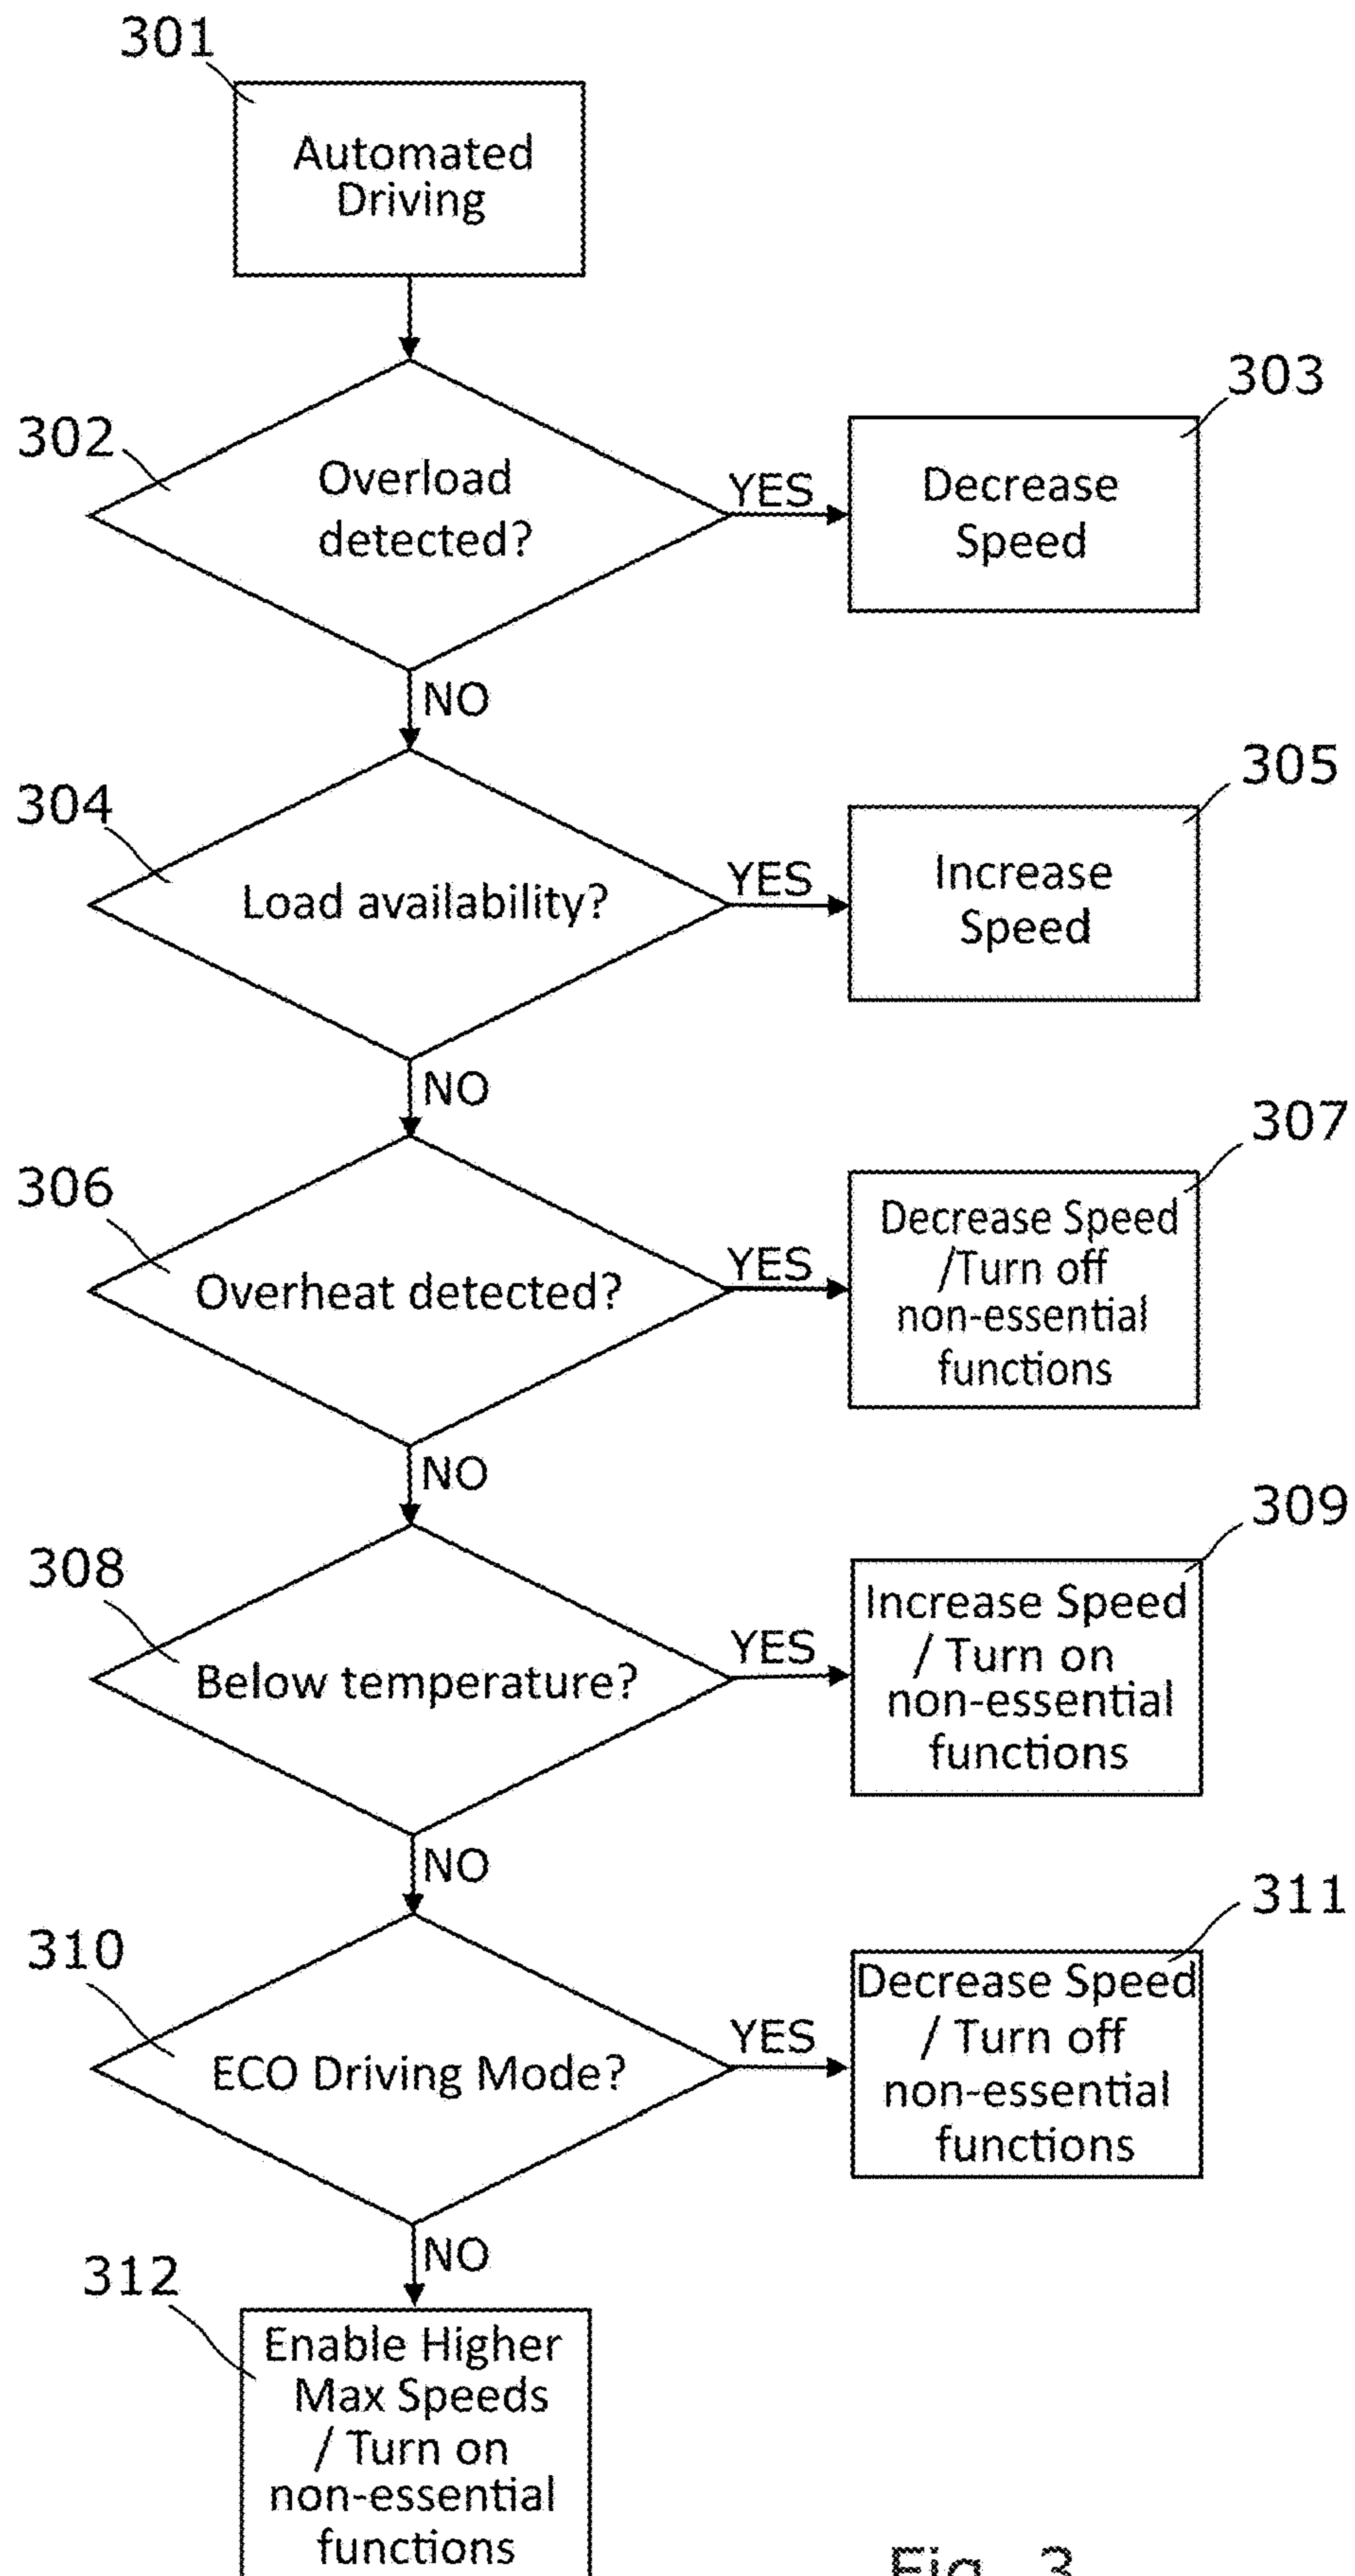 301
Automated
Driving
302
Overload
detected?
YES
303
Decrease
Speed
NO
304
Load availability?
YES
305
Increase
Speed
NO
306
Overheat detected?
YES
307
Decrease Speed
/Turn off
non-essential
functions
NO
308
Below temperature?
YES
309
Increase Speed
/ Turn on
non-essential
functions
NO
310
ECO Driving Mode?
YES
311
Decrease Speed
/ Turn off
non-essential
functions
NO
312
Enable Higher
Max Speeds
/ Turn on
non-essential
functions
Fig. 3